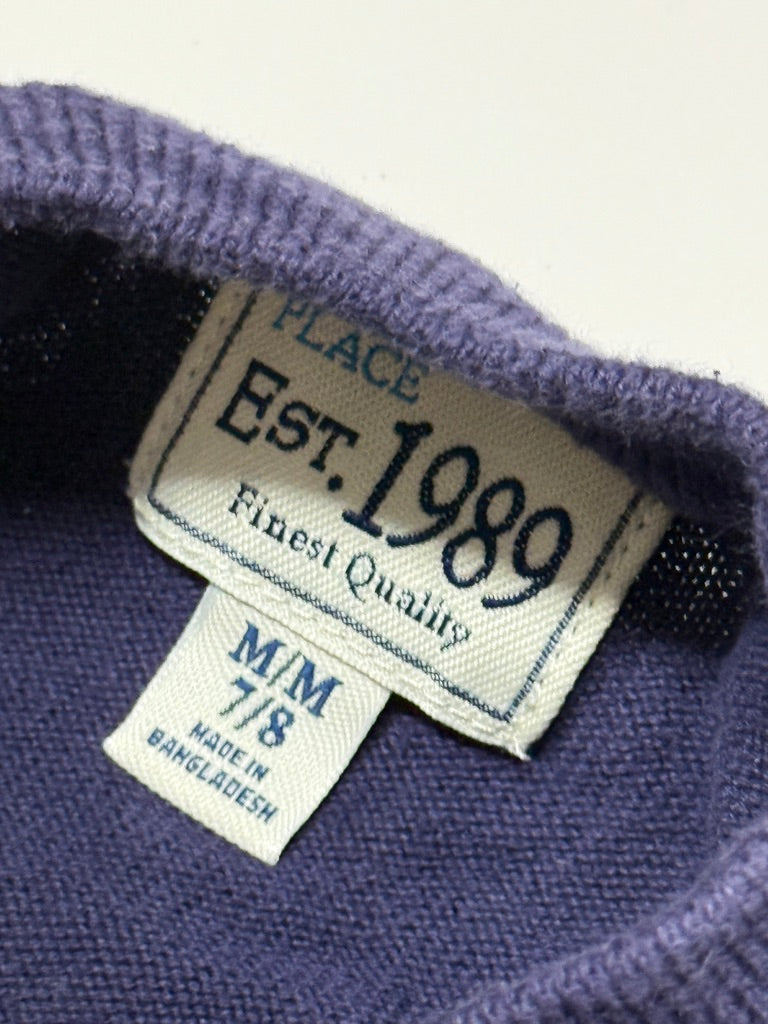 PLACE
EST. 1989
Finest Quality
M/M
7/8
MADE IN
BANGLADESH